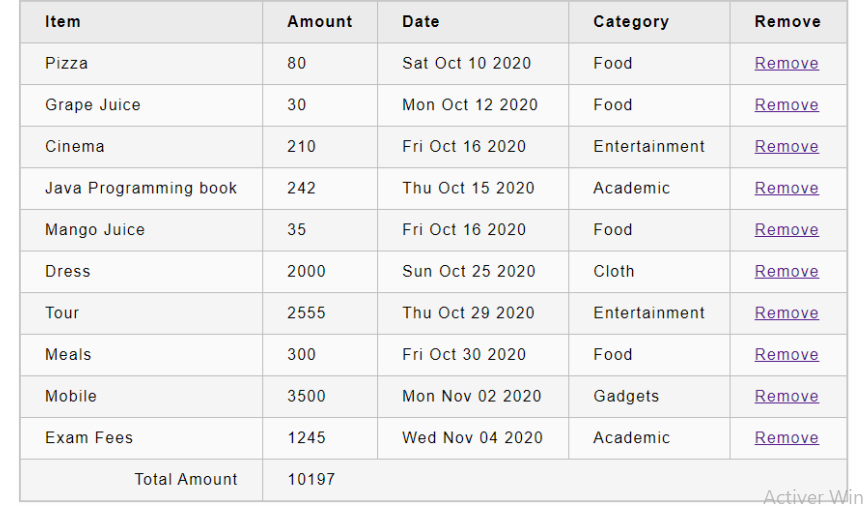 Item Amount Date Category Remove
Pizza 80 Sat Oct 10 2020 Food Remove
Grape Juice 30 Mon Oct 12 2020 Food Remove
Cinema 210 Fri Oct 16 2020 Entertainment Remove
Java Programming book 242 Thu Oct 15 2020 Academic Remove
Mango Juice 35 Fri Oct 16 2020 Food Remove
Dress 2000 Sun Oct 25 2020 Cloth Remove
Tour 2555 Thu Oct 29 2020 Entertainment Remove
Meals 300 Fri Oct 30 2020 Food Remove
Mobile 3500 Mon Nov 02 2020 Gadgets Remove
Exam Fees 1245 Wed Nov 04 2020 Academic Remove
Total Amount 10197
Activer Win